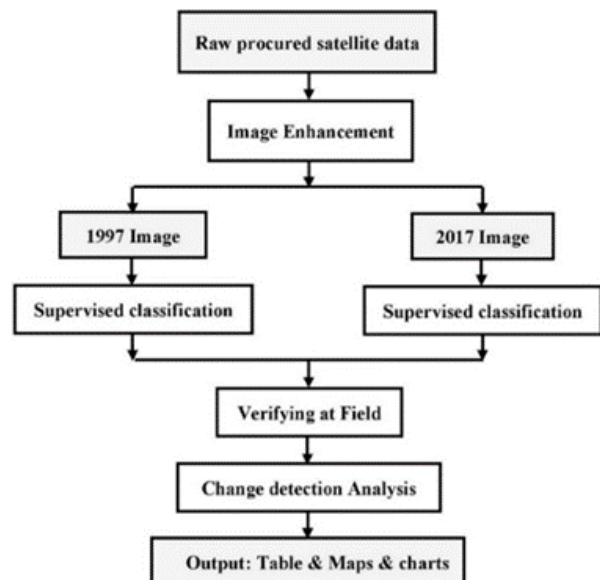 Raw procured satellite data
Image Enhancement
1997 Image
2017 Image
Supervised classification
Supervised classification
Verifying at Field
Change detection Analysis
Output: Table & Maps & charts